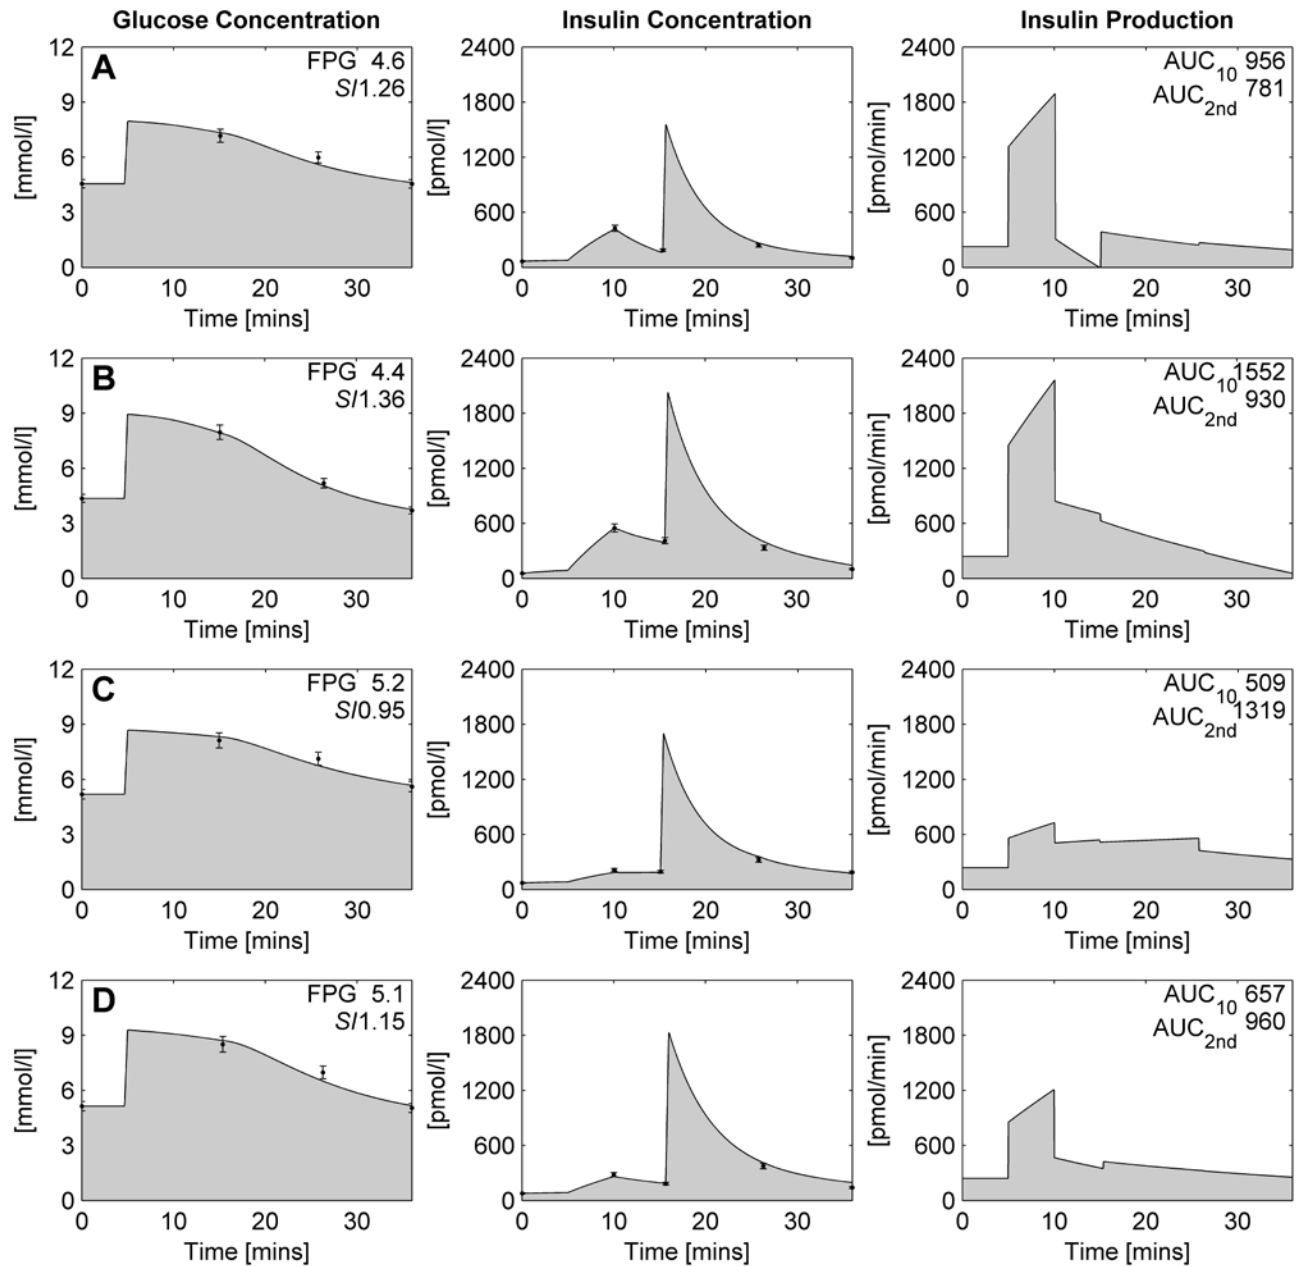 Glucose Concentration Insulin Concentration Insulin Production
A
[mmol/l]
12
9
6
3
0
FPG 4.6
SI1.26
0 10 20 30
Time [mins]
[pmol/l]
2400
1800
1200
600
0
0 10 20 30
Time [mins]
[pmol/min]
2400
1800
1200
600
0
AUC10 956
AUC2nd 781
0 10 20 30
Time [mins]
B
[mmol/l]
12
9
6
3
0
FPG 4.4
SI1.36
0 10 20 30
Time [mins]
[pmol/l]
2400
1800
1200
600
0
0 10 20 30
Time [mins]
[pmol/min]
2400
1800
1200
600
0
AUC10 1552
AUC2nd 930
0 10 20 30
Time [mins]
C
[mmol/l]
12
9
6
3
0
FPG 5.2
SI0.95
0 10 20 30
Time [mins]
[pmol/l]
2400
1800
1200
600
0
0 10 20 30
Time [mins]
[pmol/min]
2400
1800
1200
600
0
AUC10 509
AUC2nd 1319
0 10 20 30
Time [mins]
D
[mmol/l]
12
9
6
3
0
FPG 5.1
SI1.15
0 10 20 30
Time [mins]
[pmol/l]
2400
1800
1200
600
0
0 10 20 30
Time [mins]
[pmol/min]
2400
1800
1200
600
0
AUC10 657
AUC2nd 960
0 10 20 30
Time [mins]